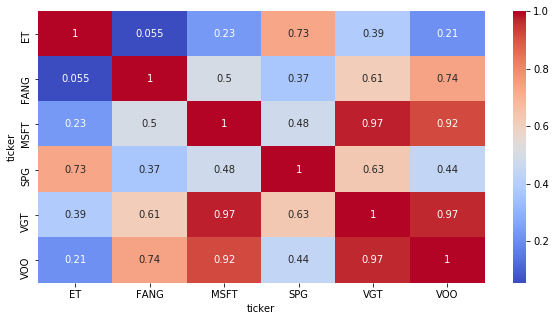 ET 1 0.055 0.23 0.73 0.39 0.21
FANG 0.055 1 0.5 0.37 0.61 0.74
MSFT 0.23 0.5 1 0.48 0.97 0.92
SPG 0.73 0.37 0.48 1 0.63 0.44
VGT 0.39 0.61 0.97 0.63 1 0.97
VOO 0.21 0.74 0.92 0.44 0.97 1
ticker
ET FANG MSFT SPG VGT VOO
ticker
1.0
0.8
0.6
0.4
0.2